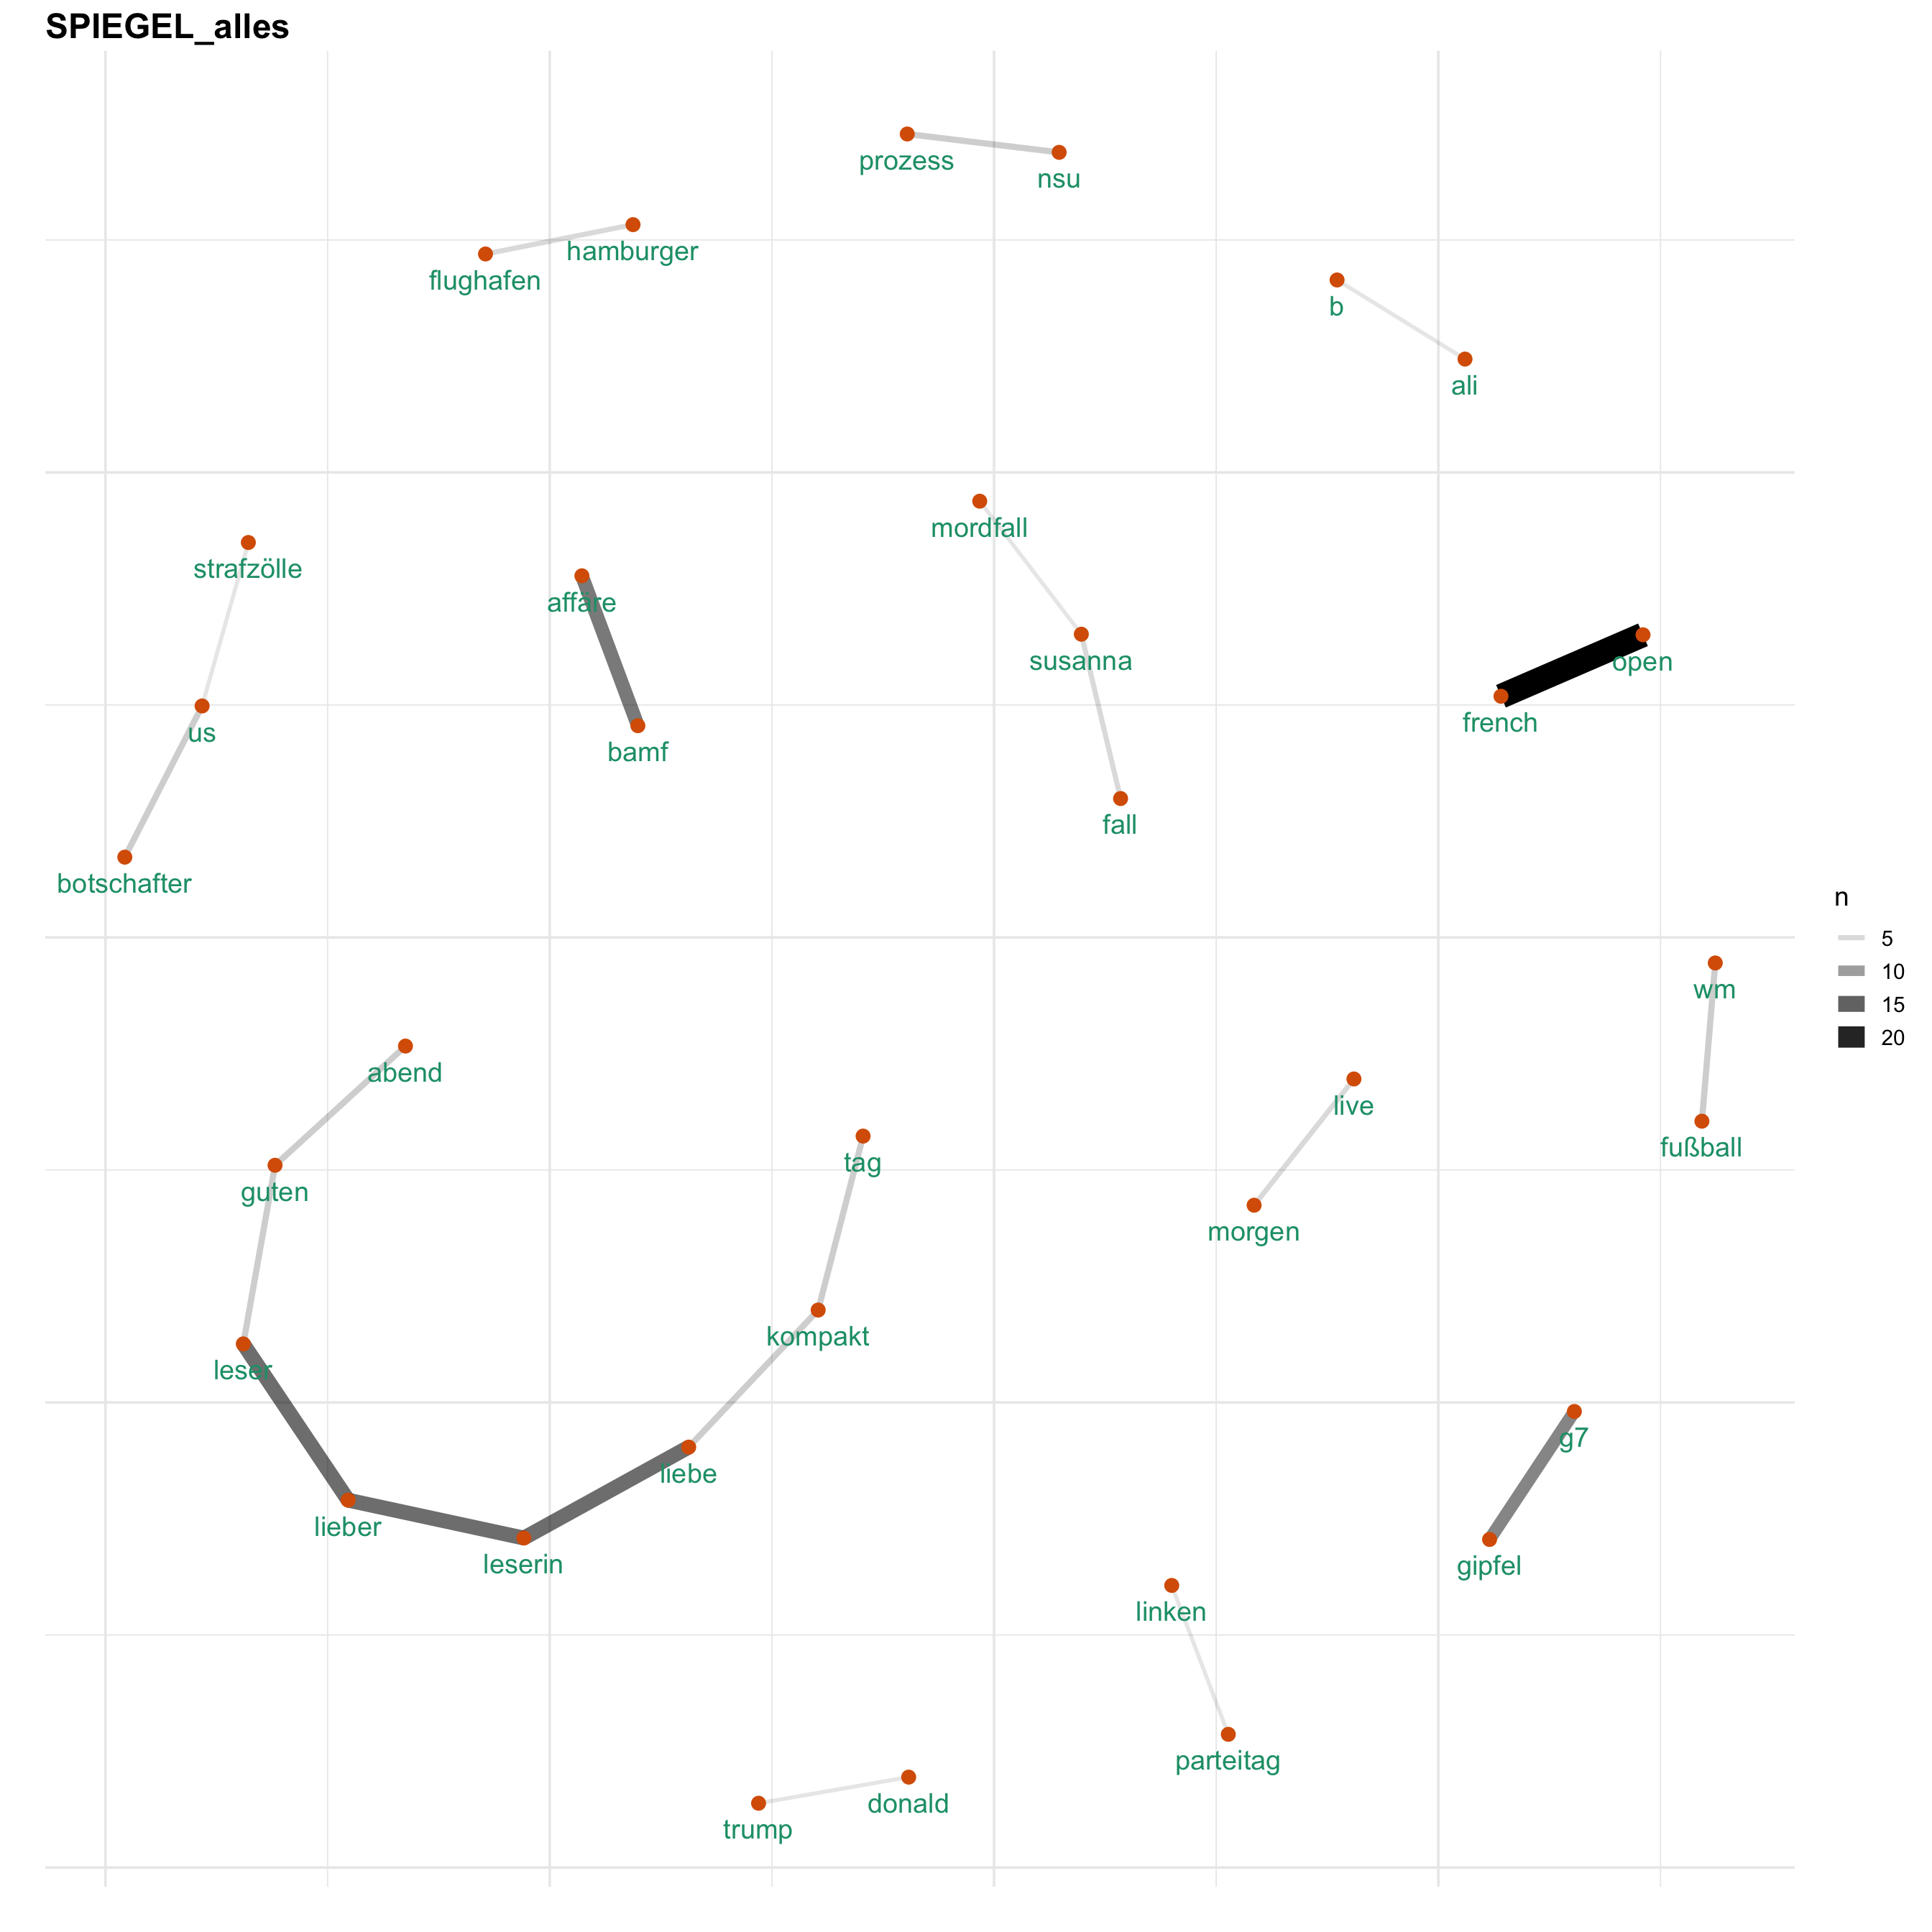 SPIEGEL_alles
prozess
nsu
hamburger
flughafen
b
ali
mordfall
strafzölle
affäre
susanna
open
french
us
bamf
fall
botschafter
n
5
10
15
20
wm
abend
live
fußball
tag
guten
morgen
kompakt
leser
g7
liebe
lieber
leserin
gipfel
linken
parteitag
donald
trump